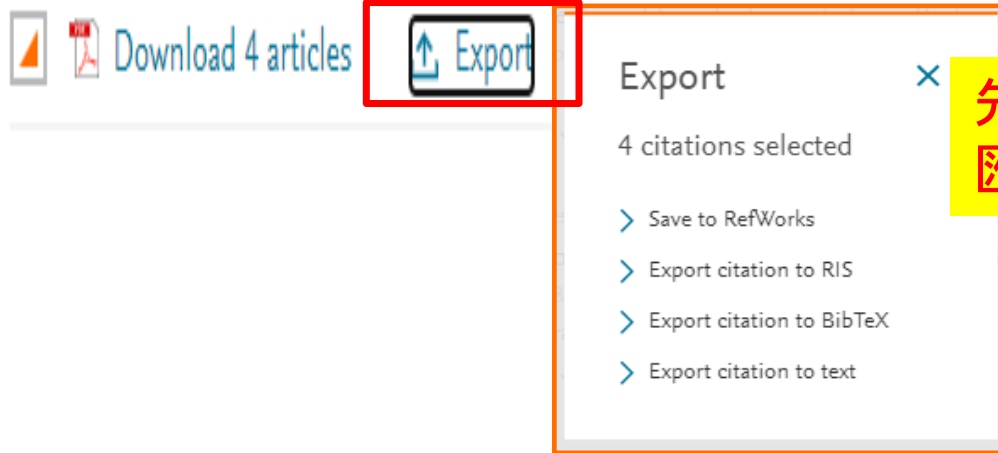 Download 4 articles
Export
Export
4 citations selected
先
Save to RefWorks
Export citation to RIS
Export citation to BibTeX
Export citation to text